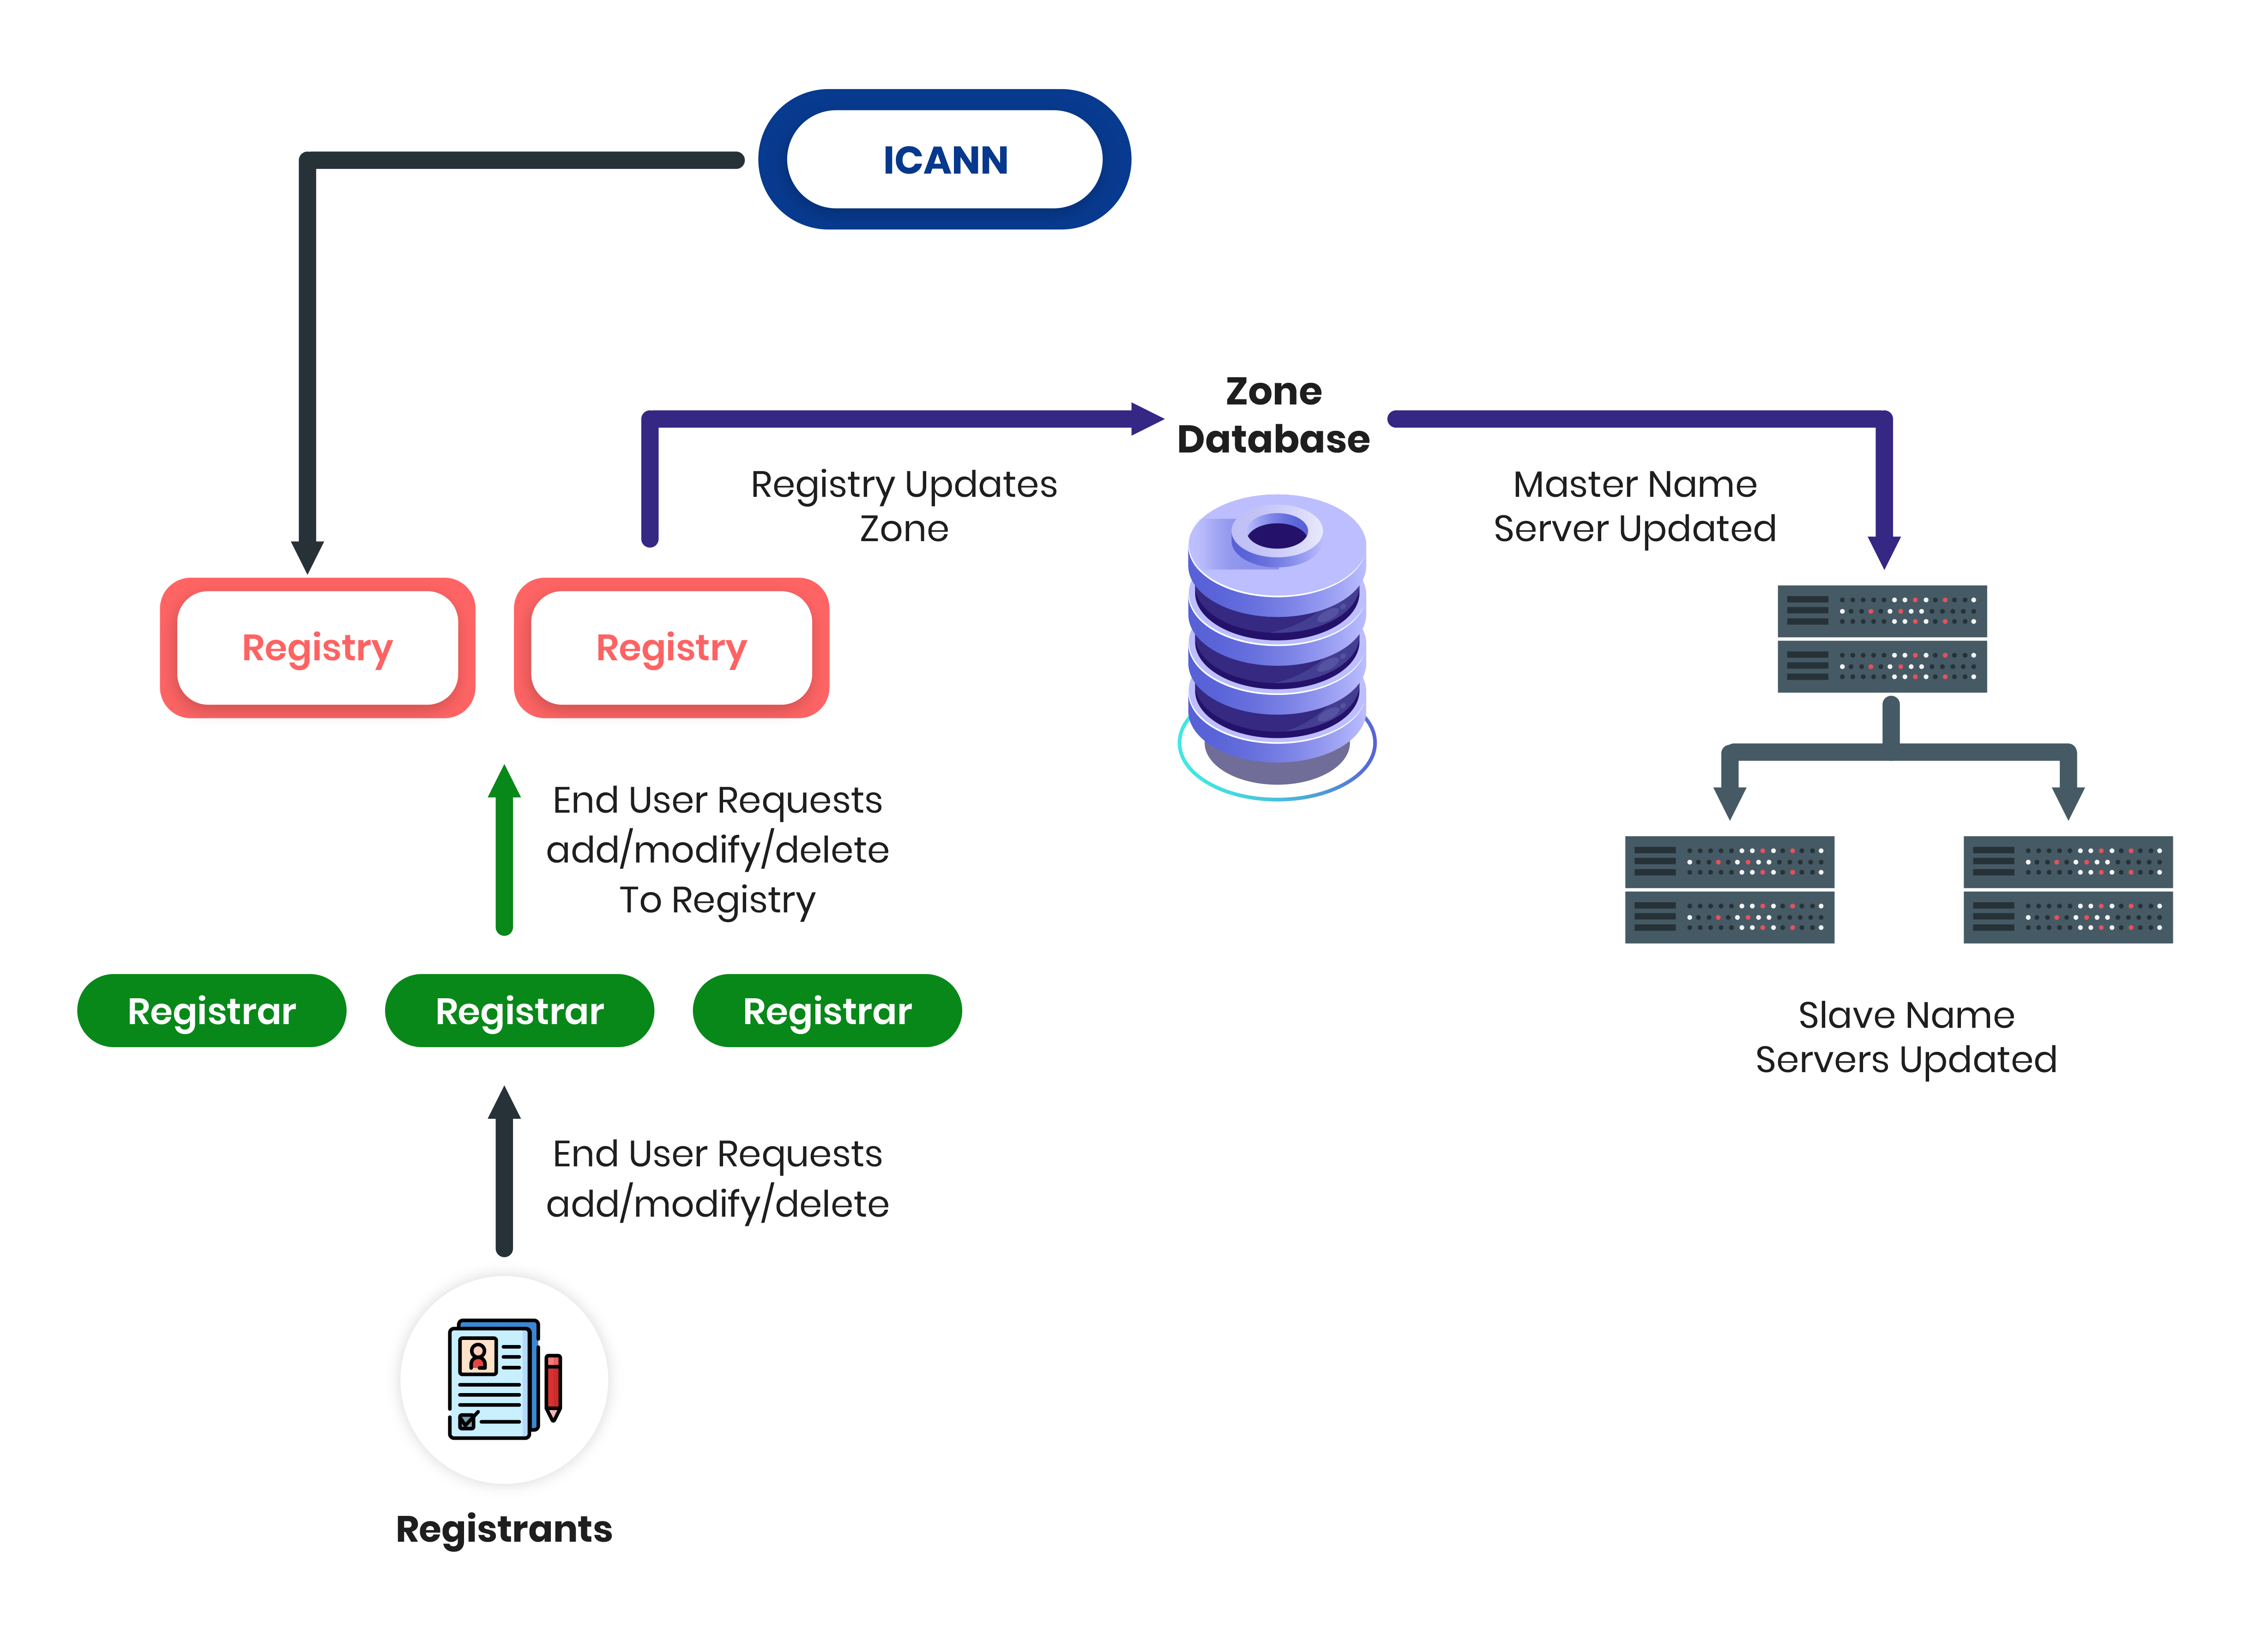 ICANN
Zone
Database
Registry Updates
Zone
Master Name
Server Updated
Registry
Registry
End User Requests
add/modify/delete
To Registry
Registrar
Registrar
Registrar
Slave Name
Servers Updated
End User Requests
add/modify/delete
Registrants